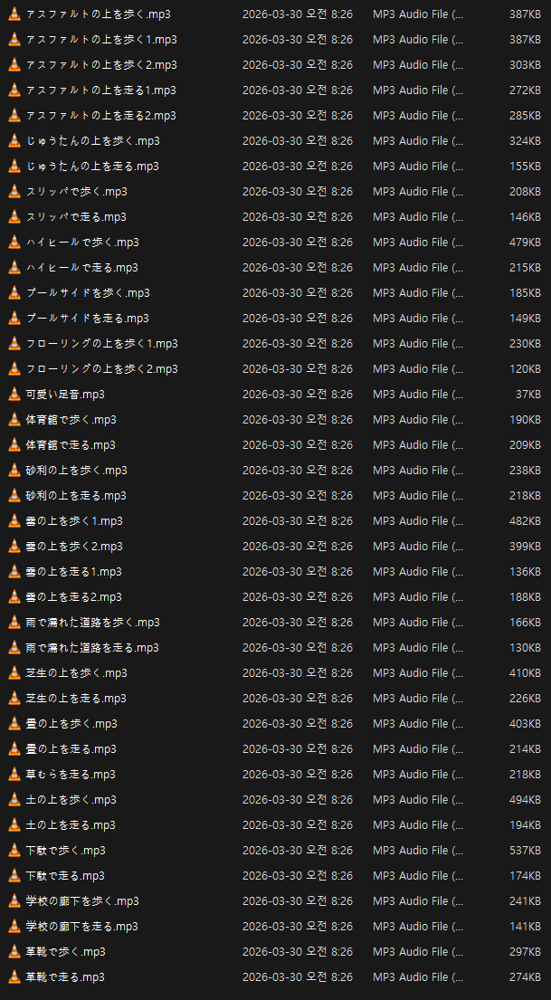 アスファルトの上を歩く.mp3 2026-03-30 오전 8:26 MP3 Audio File (... 387KB
アスファルトの上を歩く1.mp3 2026-03-30 오전 8:26 MP3 Audio File (... 387KB
アスファルトの上を歩く2.mp3 2026-03-30 오전 8:26 MP3 Audio File (... 303KB
アスファルトの上を走る1.mp3 2026-03-30 오전 8:26 MP3 Audio File (... 272KB
アスファルトの上を走る2.mp3 2026-03-30 오전 8:26 MP3 Audio File (... 285KB
じゅうたんの上を歩く.mp3 2026-03-30 오전 8:26 MP3 Audio File (... 324KB
じゅうたんの上を走る.mp3 2026-03-30 오전 8:26 MP3 Audio File (... 155KB
スリッパで歩く.mp3 2026-03-30 오전 8:26 MP3 Audio File (... 208KB
スリッパで走る.mp3 2026-03-30 오전 8:26 MP3 Audio File (... 146KB
ハイヒールで歩く.mp3 2026-03-30 오전 8:26 MP3 Audio File (... 479KB
ハイヒールで走る.mp3 2026-03-30 오전 8:26 MP3 Audio File (... 215KB
プールサイドを歩く.mp3 2026-03-30 오전 8:26 MP3 Audio File (... 185KB
プールサイドを走る.mp3 2026-03-30 오전 8:26 MP3 Audio File (... 149KB
フローリングの上を歩く1.mp3 2026-03-30 오전 8:26 MP3 Audio File (... 230KB
フローリングの上を歩く2.mp3 2026-03-30 오전 8:26 MP3 Audio File (... 120KB
可愛い足音.mp3 2026-03-30 오전 8:26 MP3 Audio File (... 37KB
体育館で歩く.mp3 2026-03-30 오전 8:26 MP3 Audio File (... 190KB
体育館で走る.mp3 2026-03-30 오전 8:26 MP3 Audio File (... 209KB
砂利の上を歩く.mp3 2026-03-30 오전 8:26 MP3 Audio File (... 238KB
砂利の上を走る.mp3 2026-03-30 오전 8:26 MP3 Audio File (... 218KB
雪の上を歩く1.mp3 2026-03-30 오전 8:26 MP3 Audio File (... 482KB
雪の上を歩く2.mp3 2026-03-30 오전 8:26 MP3 Audio File (... 399KB
雪の上を走る1.mp3 2026-03-30 오전 8:26 MP3 Audio File (... 136KB
雪の上を走る2.mp3 2026-03-30 오전 8:26 MP3 Audio File (... 188KB
雨で濡れた道路を歩く.mp3 2026-03-30 오전 8:26 MP3 Audio File (... 166KB
雨で濡れた道路を走る.mp3 2026-03-30 오전 8:26 MP3 Audio File (... 130KB
芝生の上を歩く.mp3 2026-03-30 오전 8:26 MP3 Audio File (... 410KB
芝生の上を走る.mp3 2026-03-30 오전 8:26 MP3 Audio File (... 226KB
畳の上を歩く.mp3 2026-03-30 오전 8:26 MP3 Audio File (... 403KB
畳の上を走る.mp3 2026-03-30 오전 8:26 MP3 Audio File (... 214KB
草むらを走る.mp3 2026-03-30 오전 8:26 MP3 Audio File (... 218KB
土の上を歩く.mp3 2026-03-30 오전 8:26 MP3 Audio File (... 494KB
土の上を走る.mp3 2026-03-30 오전 8:26 MP3 Audio File (... 194KB
下駄で歩く.mp3 2026-03-30 오전 8:26 MP3 Audio File (... 537KB
下駄で走る.mp3 2026-03-30 오전 8:26 MP3 Audio File (... 174KB
学校の廊下を歩く.mp3 2026-03-30 오전 8:26 MP3 Audio File (... 241KB
学校の廊下を走る.mp3 2026-03-30 오전 8:26 MP3 Audio File (... 141KB
革靴で歩く.mp3 2026-03-30 오전 8:26 MP3 Audio File (... 297KB
革靴で走る.mp3 2026-03-30 오전 8:26 MP3 Audio File (... 274KB